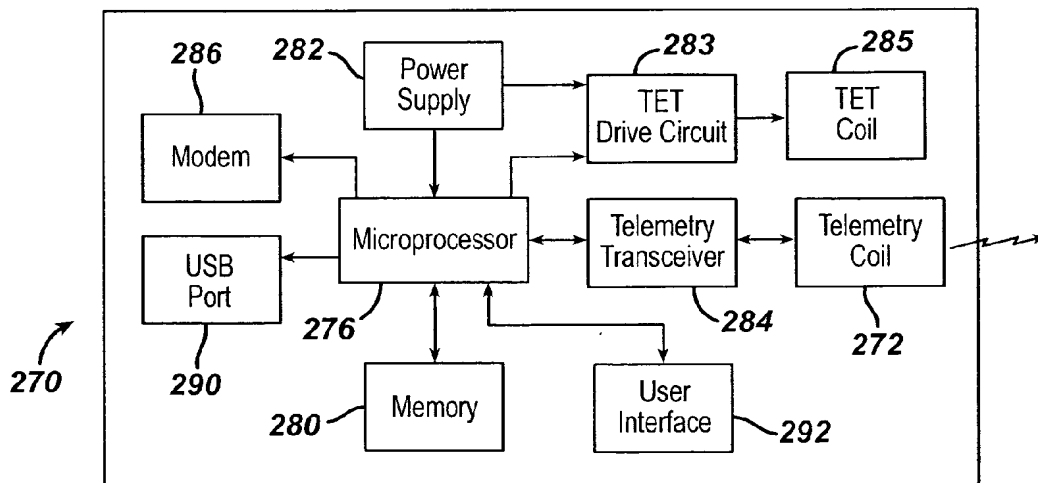 286
282
Power
Supply
283
TET
Drive Circuit
285
TET
Coil
Modem
Microprocessor
Telemetry
Transceiver
Telemetry
Coil
USB
Port
276
284
272
270
290
280
Memory
User
Interface
292